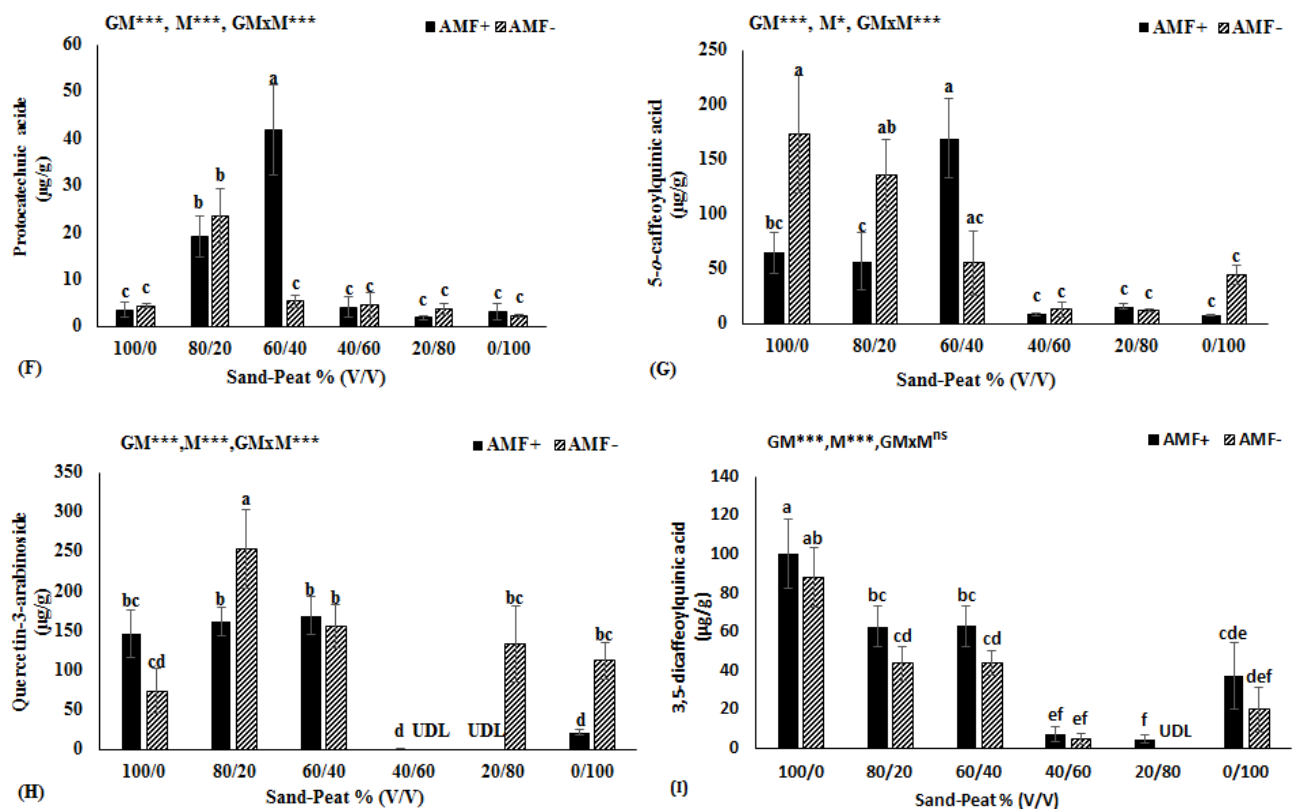 GM***, M***, GMxM***
AMF+ AMF-
60
50
40
30
20
10
0
Protocatechuic acide
(µg/g)
c c b b a c c c c c c c
100/0 80/20 60/40 40/60 20/80 0/100
(F)
Sand-Peat % (V/V)
GM***, M*, GMxM***
AMF+ AMF-
250
200
150
100
50
0
5-o-caffeoylquinic acid
(µg/g)
bc a c ab a ac c c c c c c
100/0 80/20 60/40 40/60 20/80 0/100
(G)
Sand-Peat % (V/V)
GM***,M***,GMxM***
AMF+ AMF-
350
300
250
200
150
100
50
0
Quercetin-3-arabinoside
(µg/g)
bc cd b a b b d UDL UDL bc d bc
100/0 80/20 60/40 40/60 20/80 0/100
(H)
Sand-Peat % (V/V)
GM***,M***,GMxMns
AMF+ AMF-
140
120
100
80
60
40
20
0
3,5-dicaffeoylquinic acid
(µg/g)
a ab bc cd bc cd ef ef f UDL cde def
100/0 80/20 60/40 40/60 20/80 0/100
(I)
Sand-Peat % (V/V)